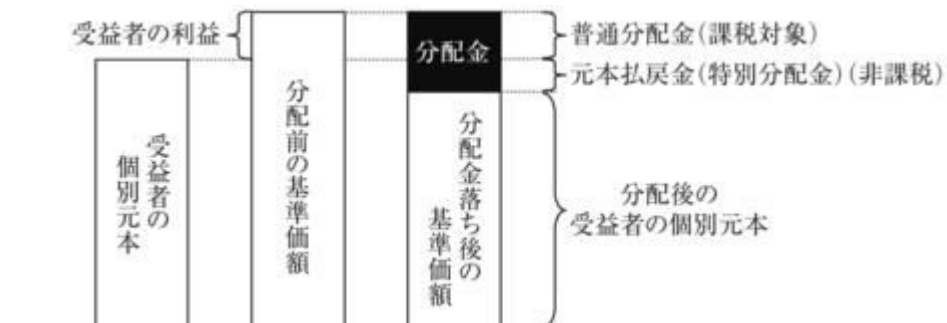 受益者の利益
分配金
普通分配金(課税対象)
元本払戻金(特別分配金)(非課税)
受益者の
個別元本
分配前の基準価額
分配金落ち後の
基準価額
分配後の
受益者の個別元本